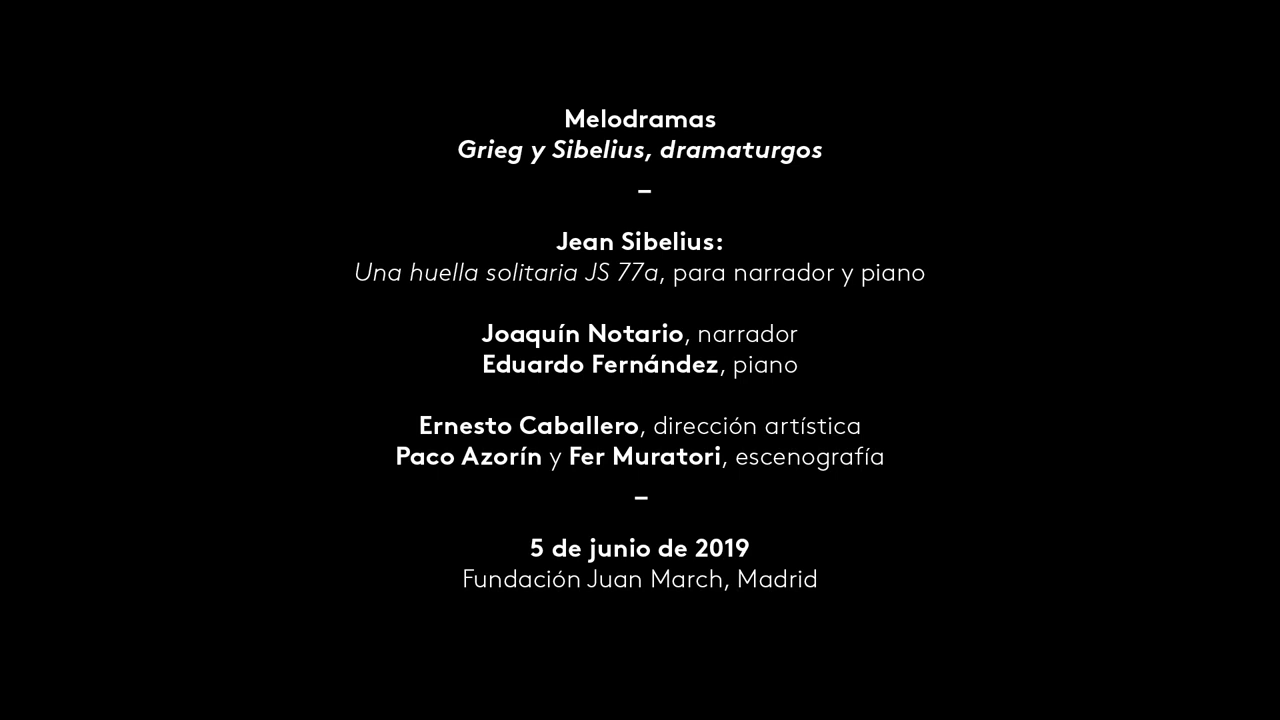 Melodramas
Grieg y Sibelius, dramaturgos
–
Jean Sibelius:
Una huella solitaria JS 77a, para narrador y piano
Joaquín Notario, narrador
Eduardo Fernández, piano
Ernesto Caballero, dirección artística
Paco Azorín y Fer Muratori, escenografía
–
5 de junio de 2019
Fundación Juan March, Madrid